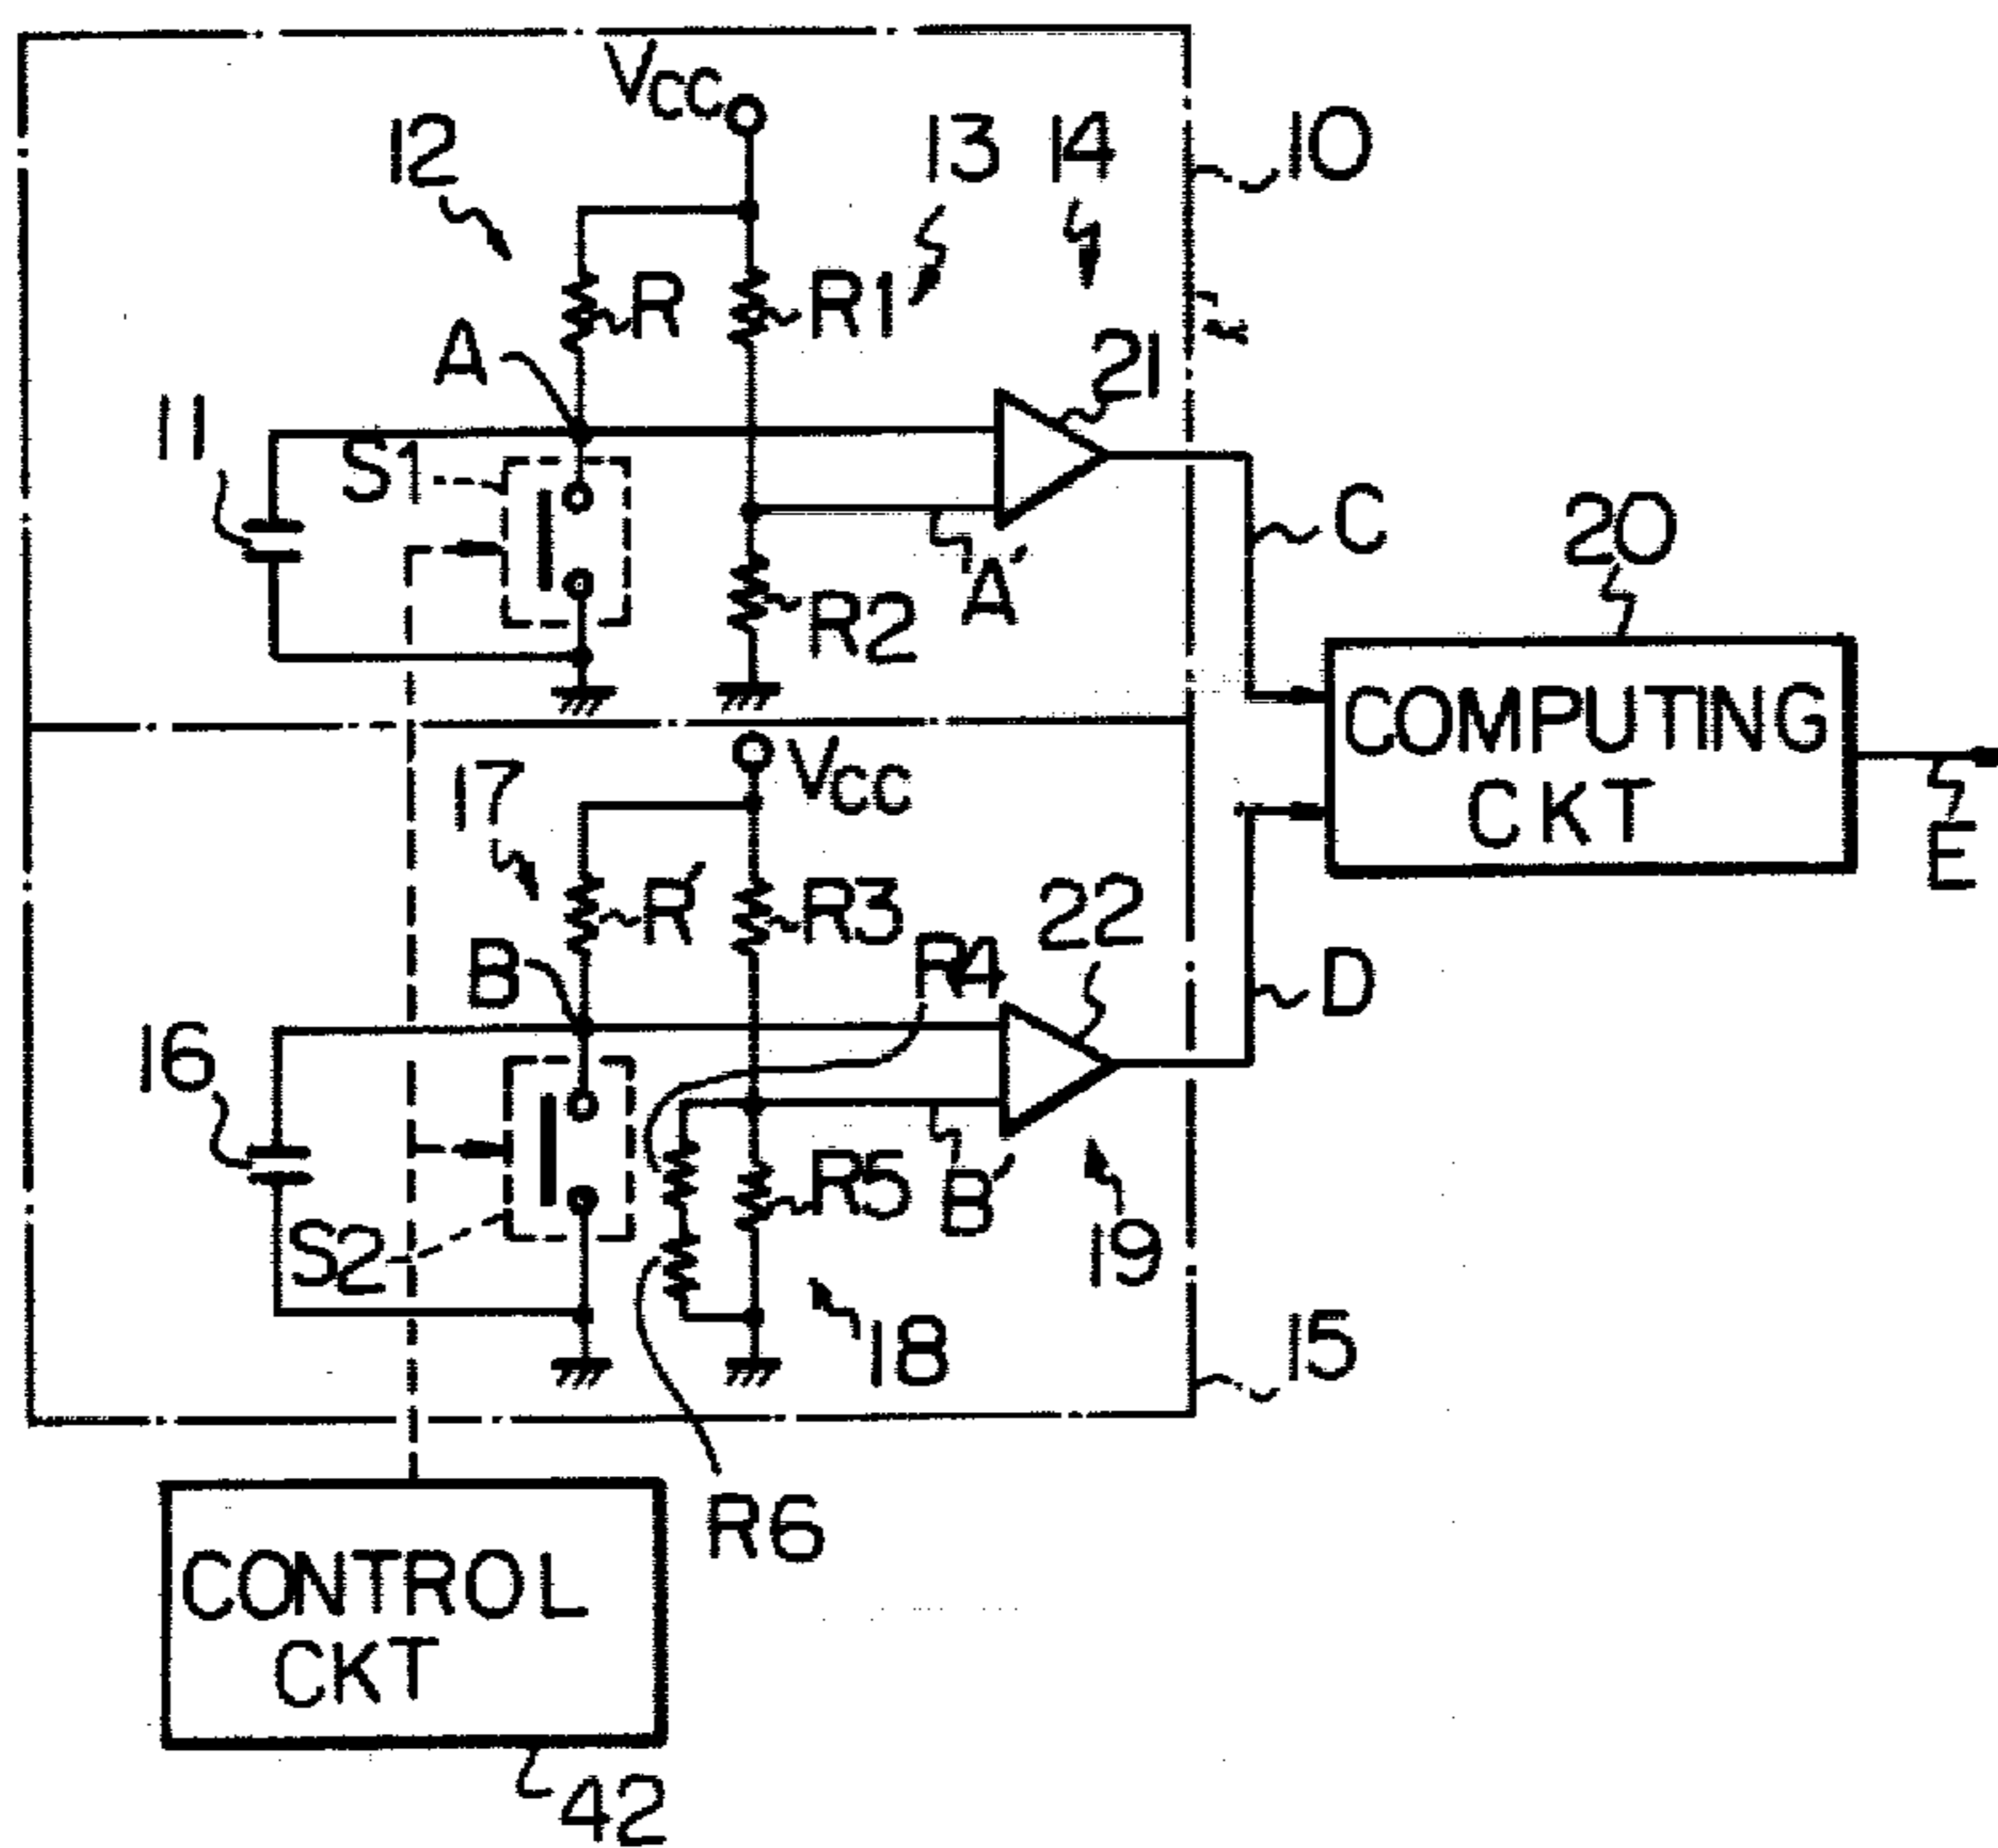 Vcc
12
13
14
10
R
R1
A
21
11
S1
C
20
A'
R2
COMPUTING
CKT
Vcc
17
E
R'
R3
R4
22
B
D
16
R5
B'
S2
19
18
15
R6
CONTROL
CKT
42